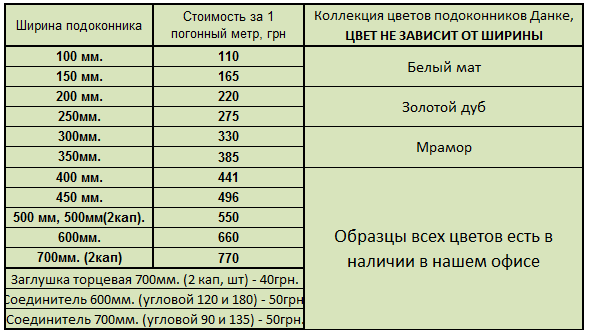 Ширина подоконника
Стоимость за 1
погонный метр, грн
Коллекция цветов подоконников Данке,
ЦВЕТ НЕ ЗАВИСИТ ОТ ШИРИНЫ
100 мм. 110
150 мм. 165
Белый мат
200 мм. 220
250мм. 275
Золотой дуб
300мм. 330
350мм. 385
Мрамор
400 мм. 441
450 мм. 496
500 мм, 500мм(2кап). 550
600мм. 660
700мм. (2кап) 770
Образцы всех цветов есть в
наличии в нашем офисе
Заглушка торцевая 700мм. (2 кап, шт) - 40грн.
Соединитель 600мм. (угловой 120 и 180) - 50грн
Соединитель 700мм. (угловой 90 и 135) - 50грн.